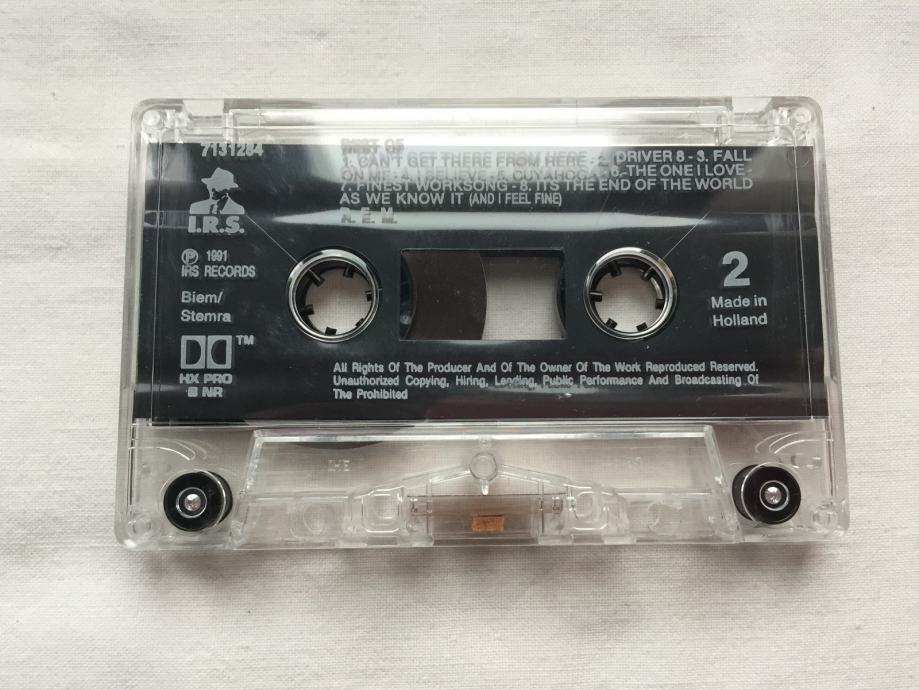 7131284
BEST OF
1. CAN'T GET THERE FROM HERE - 2. DRIVER 8 - 3. FALL
ON ME - 4. I BELIEVE - 5. CUYAHOGA - 6. THE ONE I LOVE -
7. FINEST WORKSONG - 8. ITS THE END OF THE WORLD
AS WE KNOW IT (AND I FEEL FINE)
R. E. M.
I.R.S.
℗ 1991
IRS RECORDS
Biem/
Stemra
TM
HX PRO
NR
2
Made in
Holland
All Rights Of The Producer And Of The Owner Of The Work Reproduced Reserved.
Unauthorized Copying, Hiring, Lending, Public Performance And Broadcasting Of
The Prohibited